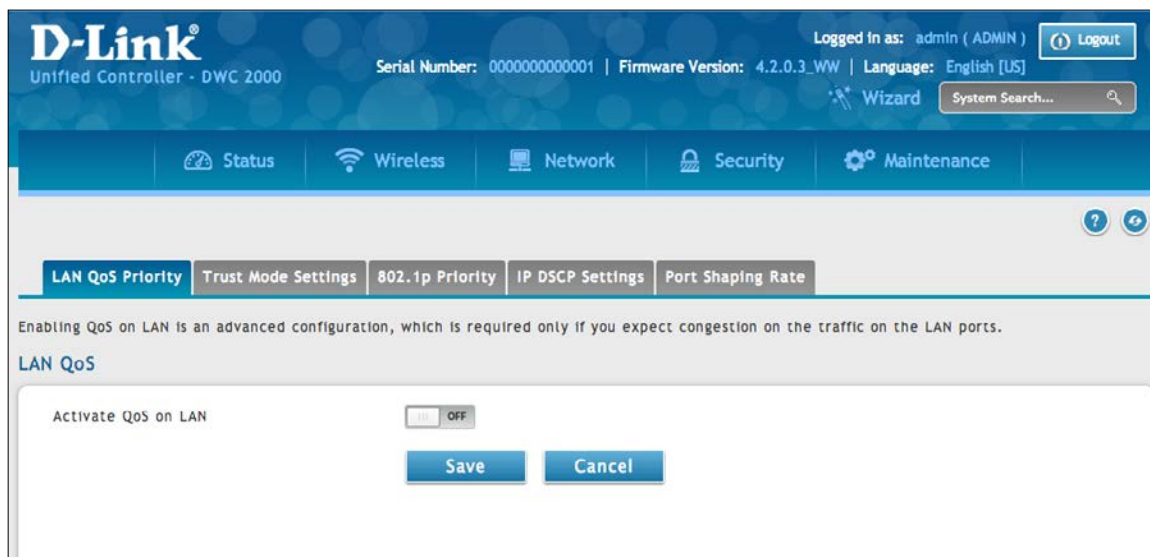 D-Link®
Unified Controller - DWC 2000
Logged in as: admin ( ADMIN )
Logout
Serial Number: 0000000000001 | Firmware Version: 4.2.0.3_WW | Language: English [US]
Wizard
System Search...
Status
Wireless
Network
Security
Maintenance
?
LAN QoS Priority
Trust Mode Settings
802.1p Priority
IP DSCP Settings
Port Shaping Rate
Enabling QoS on LAN is an advanced configuration, which is required only if you expect congestion on the traffic on the LAN ports.
LAN QoS
Activate QoS on LAN
OFF
Save
Cancel